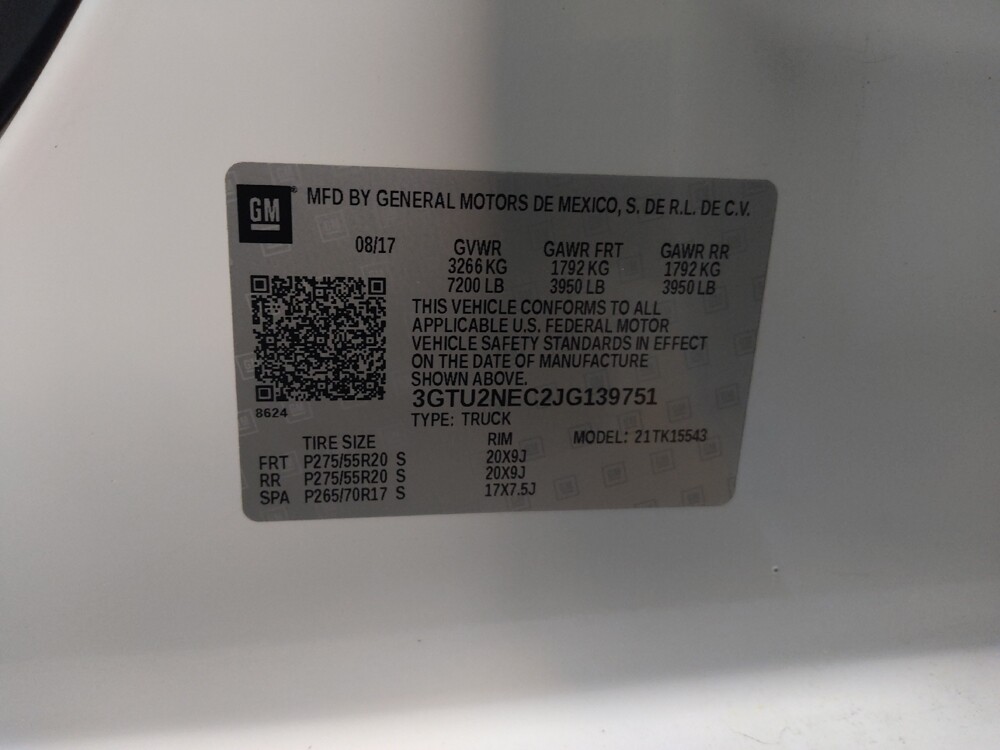 GM ® MFD BY GENERAL MOTORS DE MEXICO, S. DE R.L. DE C.V.
08/17 GVWR GAWR FRT GAWR RR
3266 KG 1792 KG 1792 KG
7200 LB 3950 LB 3950 LB
THIS VEHICLE CONFORMS TO ALL
APPLICABLE U.S. FEDERAL MOTOR
VEHICLE SAFETY STANDARDS IN EFFECT
ON THE DATE OF MANUFACTURE
SHOWN ABOVE.
3GTU2NEC2JG139751
8624
TYPE: TRUCK
TIRE SIZE RIM MODEL: 21TK15543
FRT P275/55R20 S 20X9J
RR P275/55R20 S 20X9J
SPA P265/70R17 S 17X7.5J